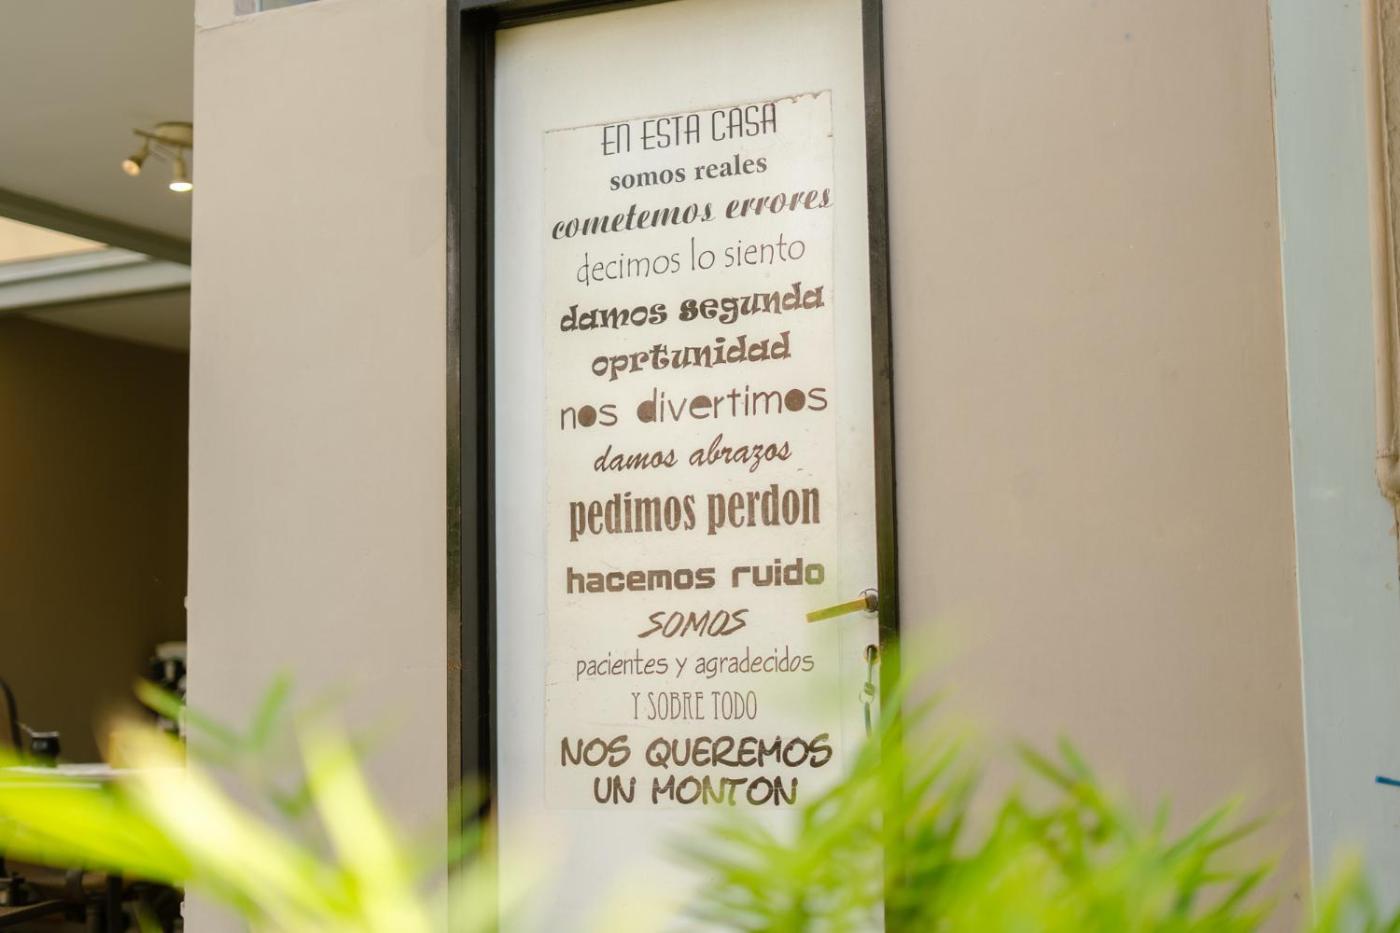 EN ESTA CASA
somos reales
cometemos errores
decimos lo siento
damos segunda
oprtunidad
nos divertimos
damos abrazos
pedimos perdon
hacemos ruido
SOMOS
pacientes y agradecidos
Y SOBRE TODO
NOS QUEREMOS
UN MONTON